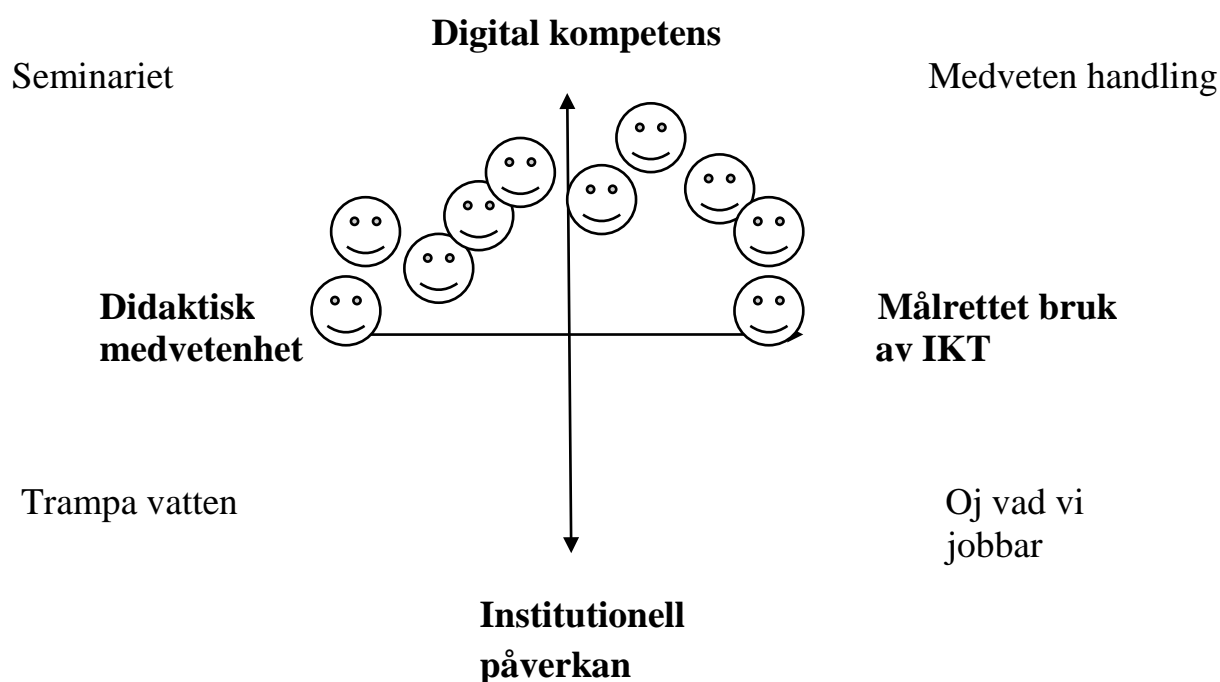 Digital kompetens
Seminariet
Medveten handling
Didaktisk
medvetenhet
Målrettet bruk
av IKT
Trampa vatten
Oj vad vi
jobbar
Institutionell
påverkan